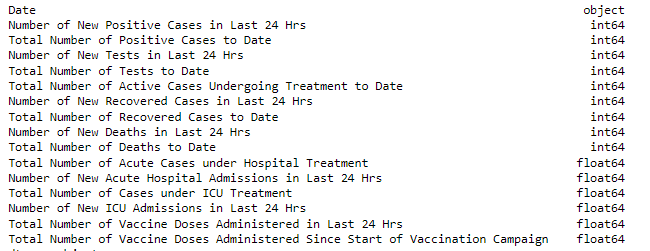 Date object
Number of New Positive Cases in Last 24 Hrs int64
Total Number of Positive Cases to Date int64
Number of New Tests in Last 24 Hrs int64
Total Number of Tests to Date int64
Total Number of Active Cases Undergoing Treatment to Date int64
Number of New Recovered Cases in Last 24 Hrs int64
Total Number of Recovered Cases to Date int64
Number of New Deaths in Last 24 Hrs int64
Total Number of Deaths to Date int64
Total Number of Acute Cases under Hospital Treatment float64
Number of New Acute Hospital Admissions in Last 24 Hrs float64
Total Number of Cases under ICU Treatment float64
Number of New ICU Admissions in Last 24 Hrs float64
Total Number of Vaccine Doses Administered in Last 24 Hrs float64
Total Number of Vaccine Doses Administered Since Start of Vaccination Campaign float64